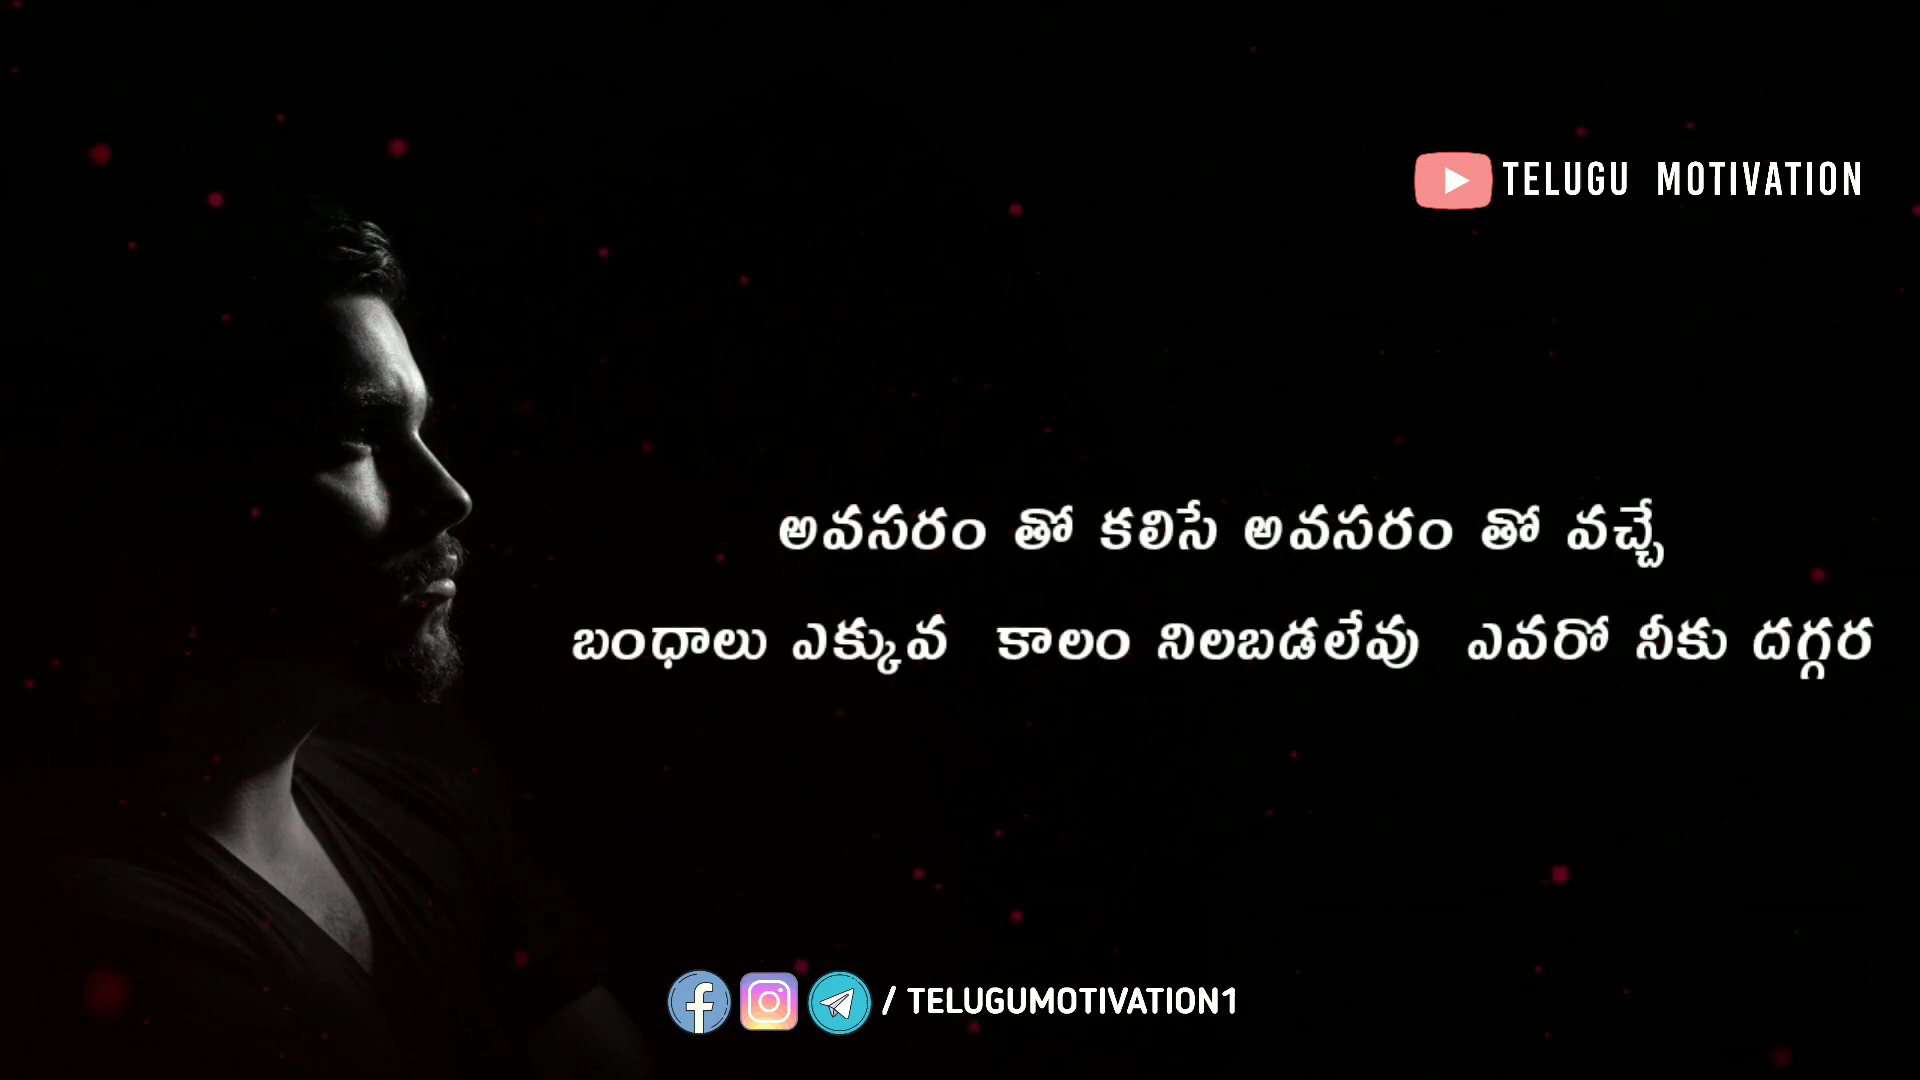 TELUGU MOTIVATION
అవసరం తో కలిసే అవసరం తో వచ్చే
బంధాలు ఎక్కువ కాలం నిలబడలేవు ఎవరో నీకు దగ్గర
/ TELUGUMOTIVATION1